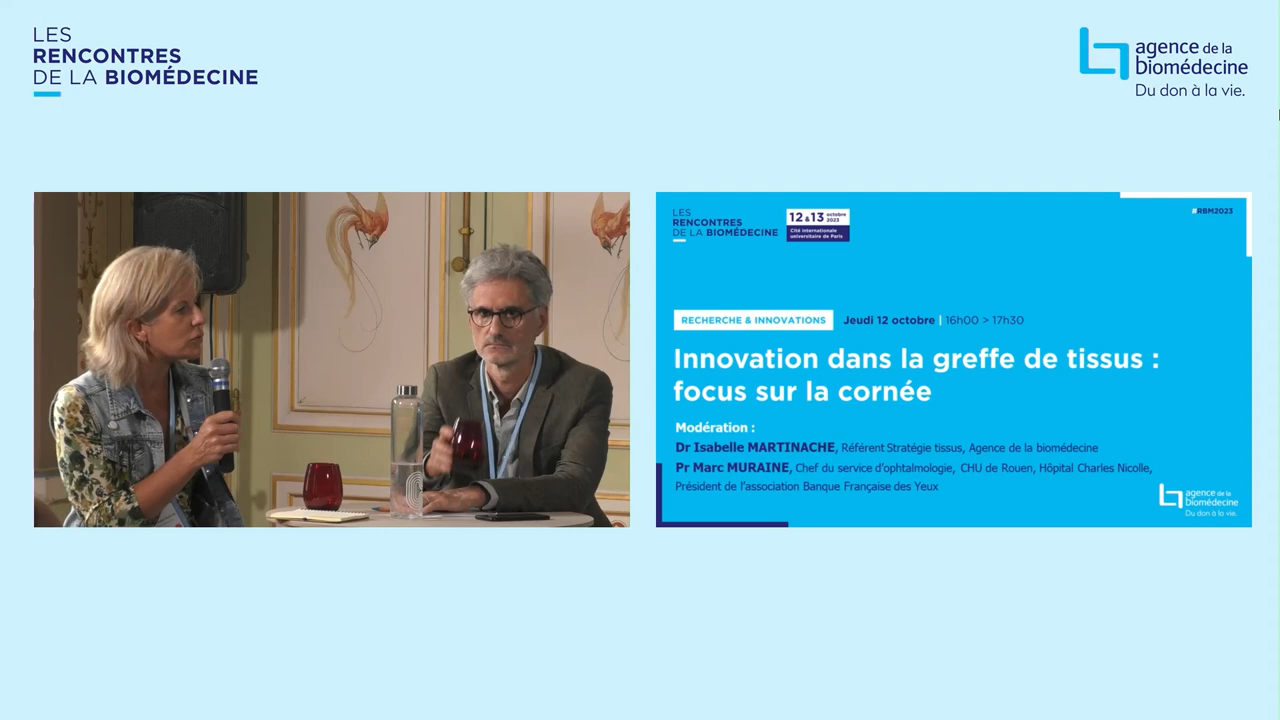 LES
RENCONTRES
DE LA BIOMÉDECINE
agence de la
biomédecine
Du don à la vie.
LES
RENCONTRES
DE LA BIOMÉDECINE
12 & 13 octobre 2023
Cité internationale
universitaire de Paris
#RBM2023
RECHERCHE & INNOVATIONS Jeudi 12 octobre | 16h00 > 17h30
Innovation dans la greffe de tissus :
focus sur la cornée
Modération :
Dr Isabelle MARTINACHE, Référent Stratégie tissus, Agence de la biomédecine
Pr Marc MURAINE, Chef du service d'ophtalmologie, CHU de Rouen, Hôpital Charles Nicolle,
Président de l'association Banque Française des Yeux
agence de la
biomédecine
Du don à la vie.